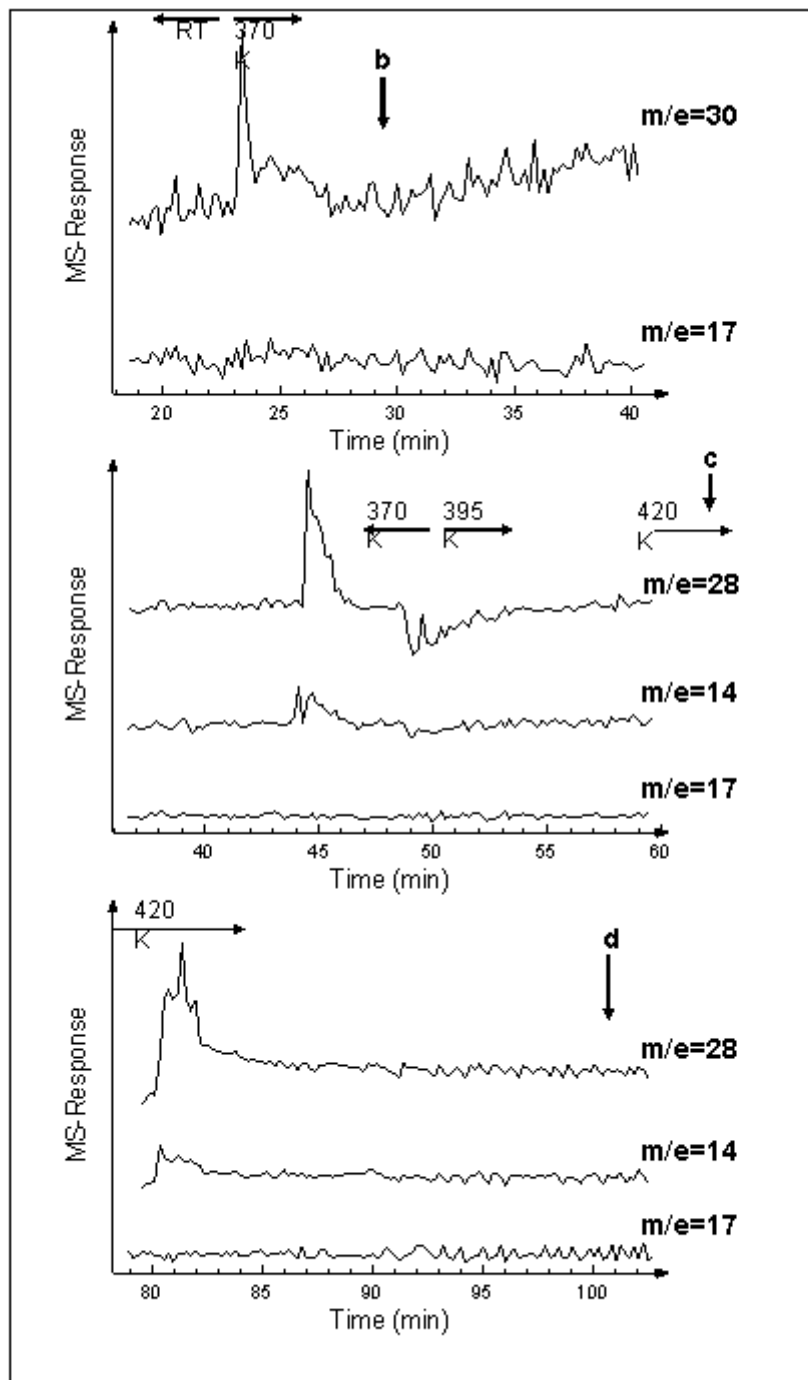 RT 370
K
b
m/e=30
MS-Response
m/e=17
20 25 30 35 40
Time (min)
c
370 395 420
K K K
m/e=28
MS-Response
m/e=14
m/e=17
40 45 50 55 60
Time (min)
420
K
d
m/e=28
MS-Response
m/e=14
m/e=17
80 85 90 95 100
Time (min)